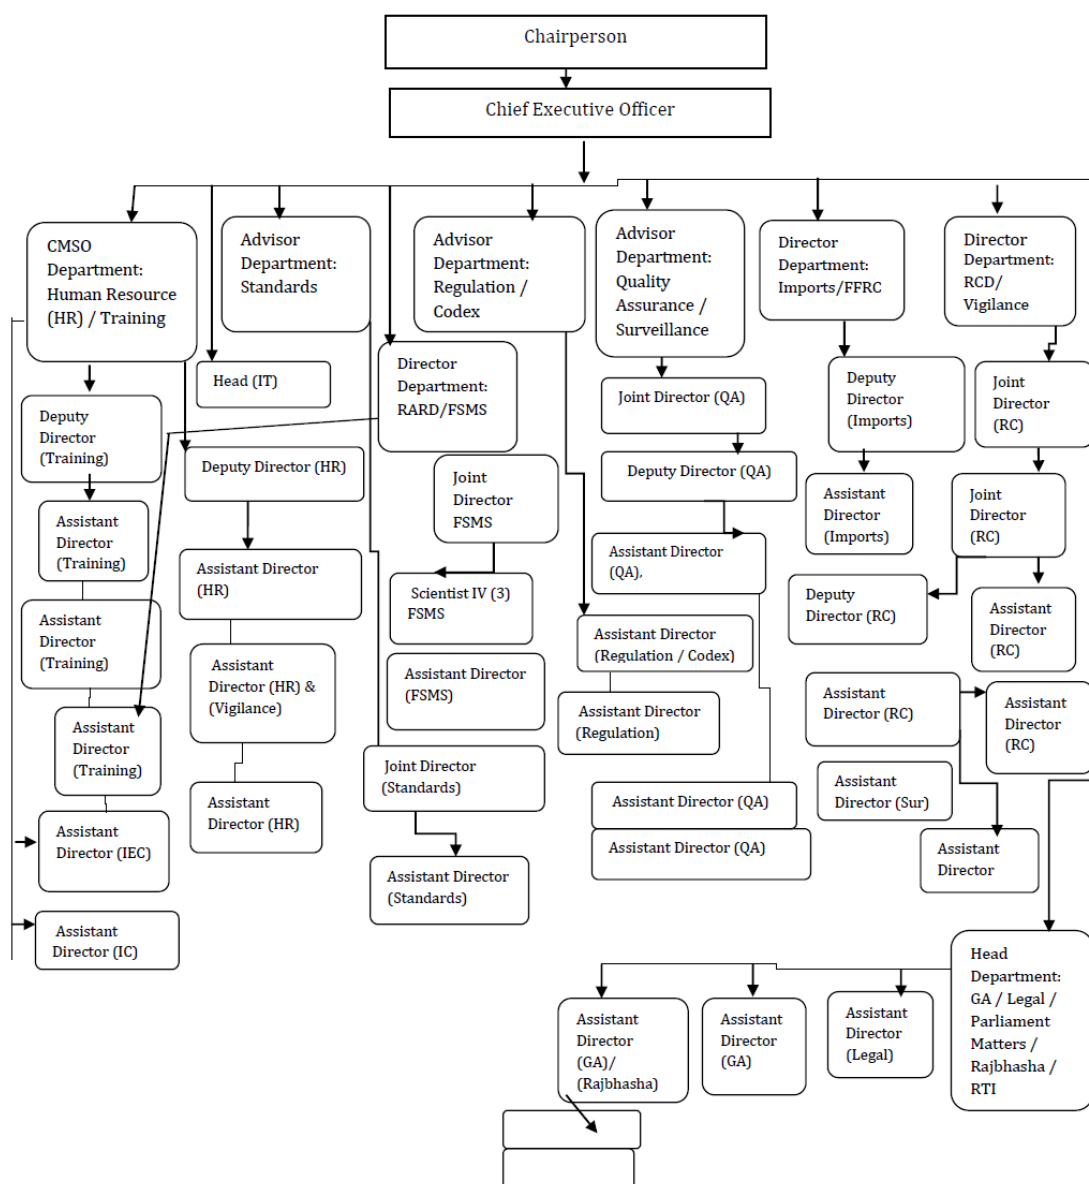 Chairperson
Chief Executive Officer
CMSO
Department:
Human Resource
(HR) / Training
Advisor
Department:
Standards
Advisor
Department:
Regulation /
Codex
Advisor
Department:
Quality
Assurance /
Surveillance
Director
Department:
Imports/FFRC
Director
Department:
RCD/
Vigilance
Head (IT)
Director
Department:
RARD/FSMS
Joint Director (QA)
Deputy
Director
(Imports)
Joint
Director
(RC)
Deputy
Director
(Training)
Deputy Director (HR)
Joint
Director
FSMS
Deputy Director (QA)
Assistant
Director
(Imports)
Joint
Director
(RC)
Assistant
Director
(Training)
Assistant Director
(HR)
Scientist IV (3)
FSMS
Assistant Director
(QA),
Deputy
Director (RC)
Assistant
Director
(RC)
Assistant
Director
(Training)
Assistant
Director (HR) &
(Vigilance)
Assistant Director
(FSMS)
Assistant Director
(Regulation / Codex)
Assistant Director
(Regulation)
Assistant
Director (RC)
Assistant
Director
(RC)
Assistant
Director
(Training)
Joint Director
(Standards)
Assistant
Director (Sur)
Assistant
Director (HR)
Assistant Director (QA)
Assistant Director (QA)
Assistant
Director (IEC)
Assistant
Director
Assistant Director
(Standards)
Assistant
Director (IC)
Head
Department:
GA / Legal /
Parliament
Matters /
Rajbhasha /
RTI
Assistant
Director
(GA)/
(Rajbhasha)
Assistant
Director
(GA)
Assistant
Director
(Legal)